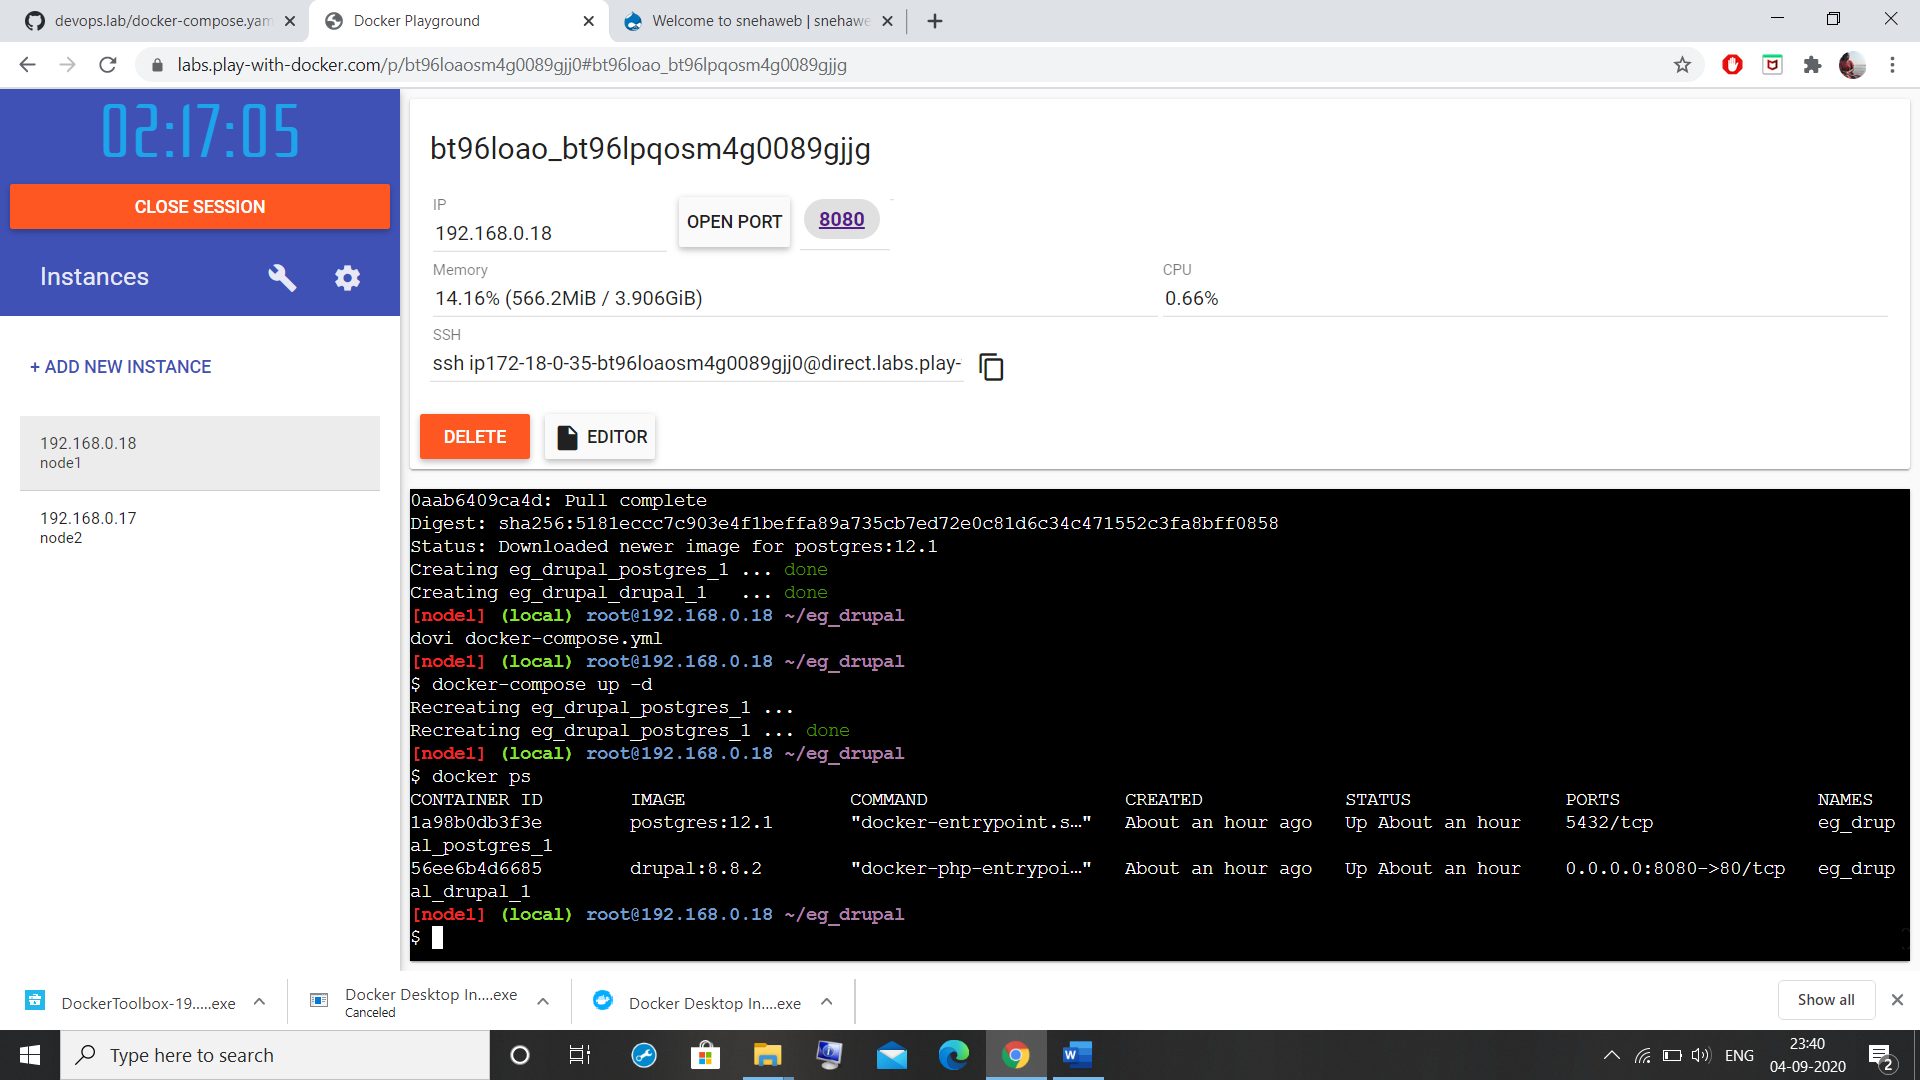 devops.lab/docker-compose.yam
Docker Playground
Welcome to snehaweb | snehawe
labs.play-with-docker.com/p/bt96loaosm4g0089gjj0#bt96loao_bt96lpqosm4g0089gjjg
02:17:05
CLOSE SESSION
Instances
+ ADD NEW INSTANCE
192.168.0.18
node1
192.168.0.17
node2
bt96loao_bt96lpqosm4g0089gjjg
IP
192.168.0.18
OPEN PORT
8080
Memory
14.16% (566.2MiB / 3.906GiB)
CPU
0.66%
SSH
ssh ip172-18-0-35-bt96loaosm4g0089gjj0@direct.labs.play-
DELETE
EDITOR
0aab6409ca4d: Pull complete
Digest: sha256:5181eccc7c903e4f1beffa89a735cb7ed72e0c81d6c34c471552c3fa8bff0858
Status: Downloaded newer image for postgres:12.1
Creating eg_drupal_postgres_1 ... done
Creating eg_drupal_drupal_1   ... done
[node1] (local) root@192.168.0.18 ~/eg_drupal
dovi docker-compose.yml
[node1] (local) root@192.168.0.18 ~/eg_drupal
$ docker-compose up -d
Recreating eg_drupal_postgres_1 ...
Recreating eg_drupal_postgres_1 ... done
[node1] (local) root@192.168.0.18 ~/eg_drupal
$ docker ps
CONTAINER ID        IMAGE               COMMAND                  CREATED             STATUS              PORTS                  NAMES
1a98b0db3f3e        postgres:12.1       "docker-entrypoint.s…"   About an hour ago   Up About an hour    5432/tcp               eg_drup
al_postgres_1
56ee6b4d6685        drupal:8.8.2        "docker-php-entrypoi…"   About an hour ago   Up About an hour    0.0.0.0:8080->80/tcp   eg_drup
al_drupal_1
[node1] (local) root@192.168.0.18 ~/eg_drupal
$
DockerToolbox-19.....exe
Docker Desktop In....exe
Canceled
Docker Desktop In....exe
Show all
Type here to search
ENG
23:40
04-09-2020
2